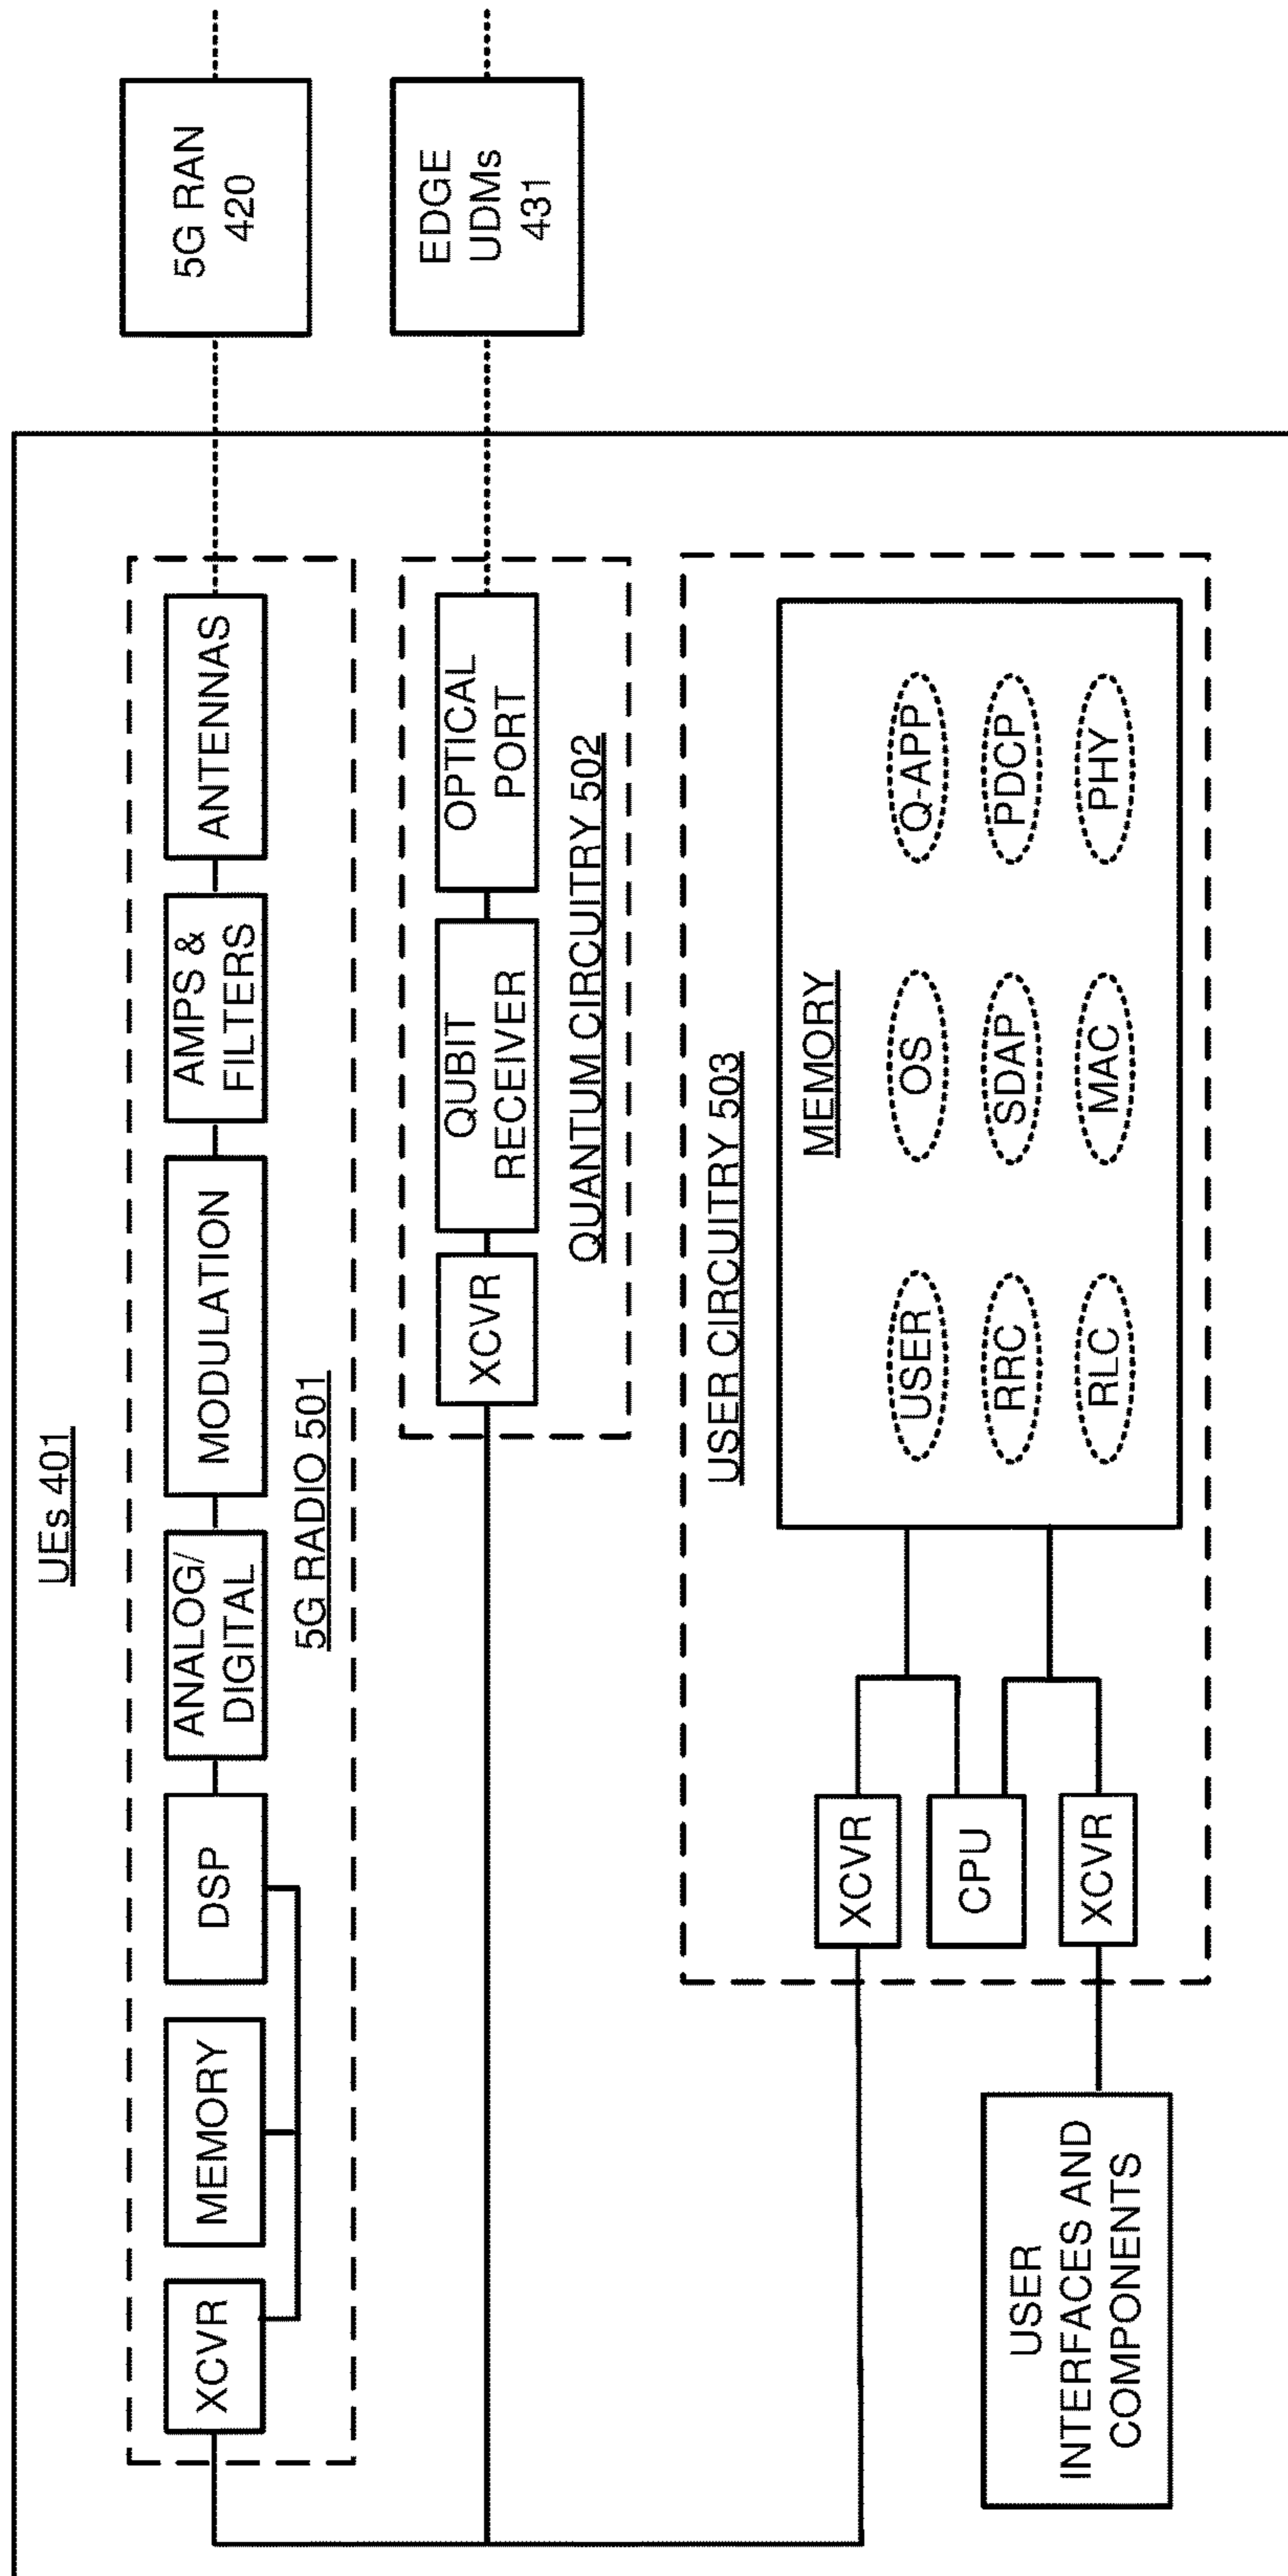 UEs 401
XCVR
MEMORY
DSP
ANALOG/
DIGITAL
MODULATION
AMPS &
FILTERS
ANTENNAS
5G RADIO 501
5G RAN
420
XCVR
QUBIT
RECEIVER
OPTICAL
PORT
QUANTUM CIRCUITRY 502
EDGE
UDMs
431
USER CIRCUITRY 503
XCVR
CPU
XCVR
MEMORY
USER
OS
Q-APP
RRC
SDAP
PDCP
RLC
MAC
PHY
USER
INTERFACES AND
COMPONENTS